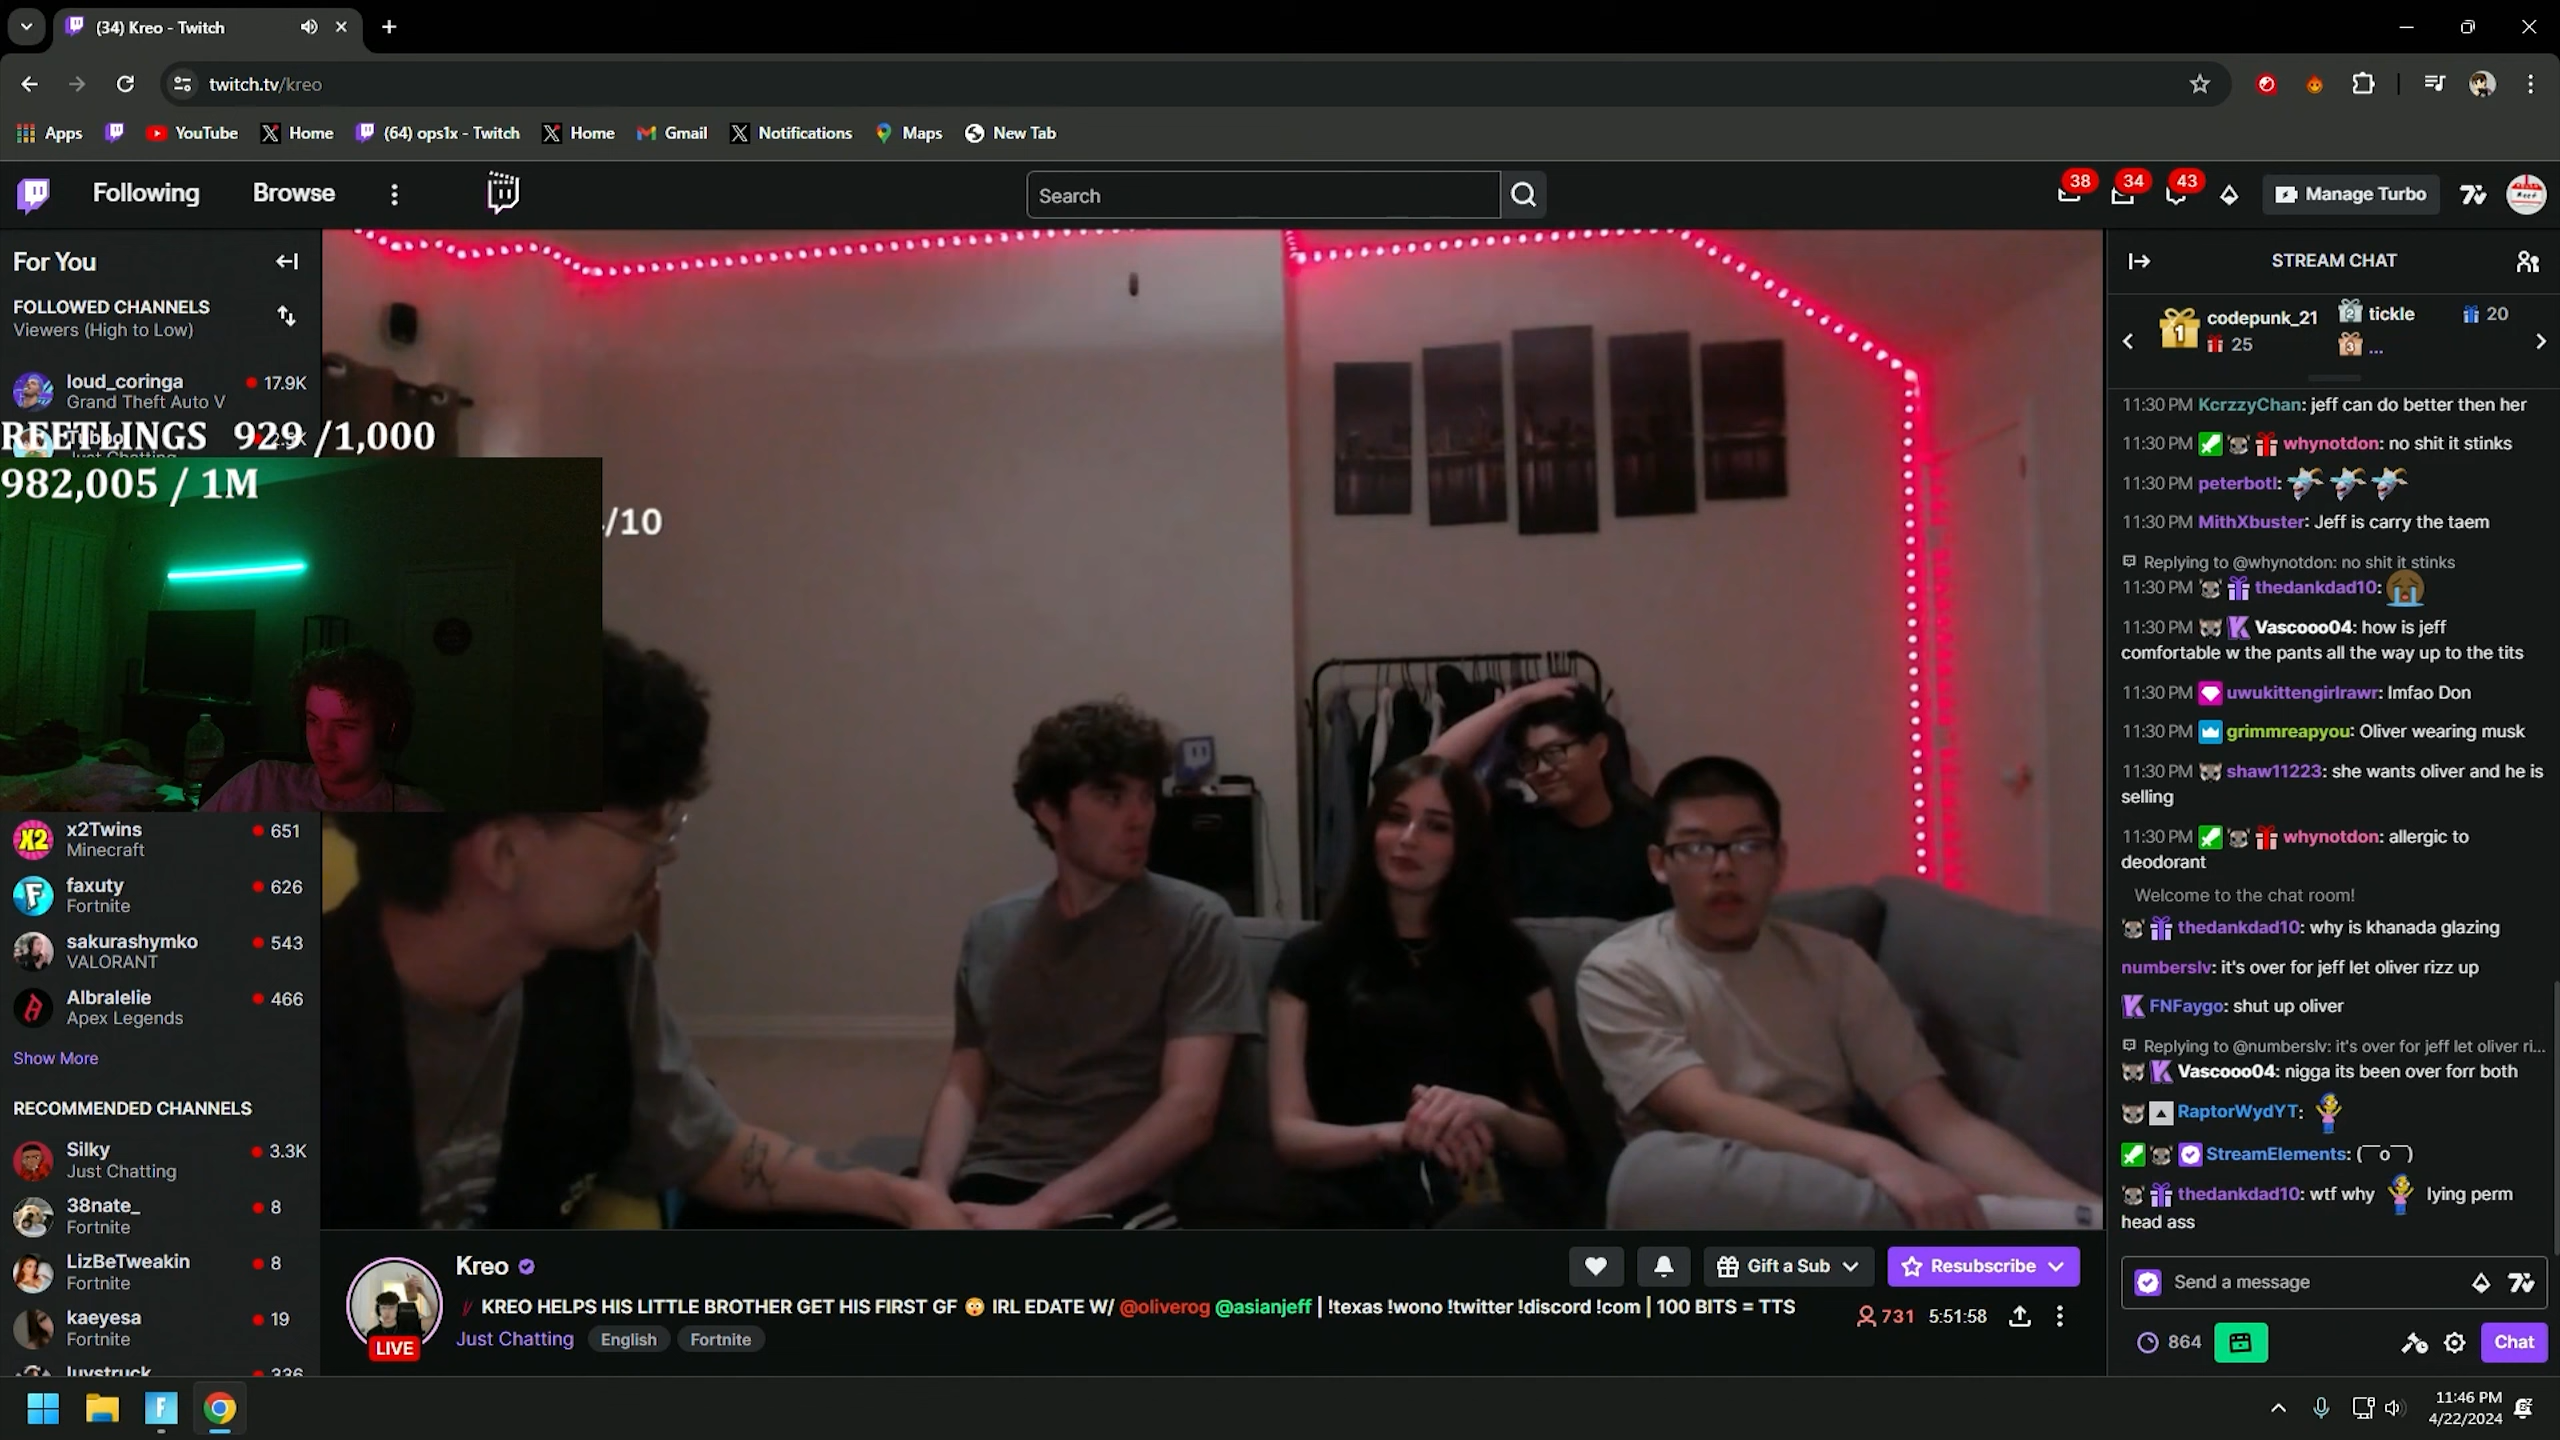 (34) Kreo - Twitch
twitch.tv/kreo
Apps YouTube Home (64) ops1x - Twitch Home Gmail Notifications Maps New Tab
Following Browse Search 38 34 43 Manage Turbo
For You
FOLLOWED CHANNELS
Viewers (High to Low)
loud_coringa 17.9K
Grand Theft Auto V
REETLINGS 929 /1,000
982,005 / 1M
/10
x2Twins 651
Minecraft
faxuty 626
Fortnite
sakurashymko 543
VALORANT
Albralelie 466
Apex Legends
Show More
RECOMMENDED CHANNELS
Silky 3.3K
Just Chatting
38nate_ 8
Fortnite
LizBeTweakin 8
Fortnite
kaeyesa 19
Fortnite
luvstruck 336
Kreo
LIVE
KREO HELPS HIS LITTLE BROTHER GET HIS FIRST GF 😳 IRL EDATE W/ @oliverog @asianjeff | !texas !wono !twitter !discord !com | 100 BITS = TTS
Just Chatting English Fortnite
Gift a Sub Resubscribe
731 5:51:58
STREAM CHAT
1 codepunk_21 25
2 tickle 20
3 ...
11:30 PM KcrzzyChan: jeff can do better then her
11:30 PM whynotdon: no shit it stinks
11:30 PM peterbotl:
11:30 PM MithXbuster: Jeff is carry the taem
Replying to @whynotdon: no shit it stinks
11:30 PM thedankdad10:
11:30 PM Vascooo04: how is jeff
comfortable w the pants all the way up to the tits
11:30 PM uwukittengirlrawr: lmfao Don
11:30 PM grimmreapyou: Oliver wearing musk
11:30 PM shaw11223: she wants oliver and he is
selling
11:30 PM whynotdon: allergic to
deodorant
Welcome to the chat room!
thedankdad10: why is khanada glazing
numberslv: it's over for jeff let oliver rizz up
FNFaygo: shut up oliver
Replying to @numberslv: it's over for jeff let oliver ri...
Vascooo04: nigga its been over forr both
RaptorWydYT:
StreamElements: (￣o￣)
thedankdad10: wtf why lying perm
head ass
Send a message
864 Chat
11:46 PM
4/22/2024